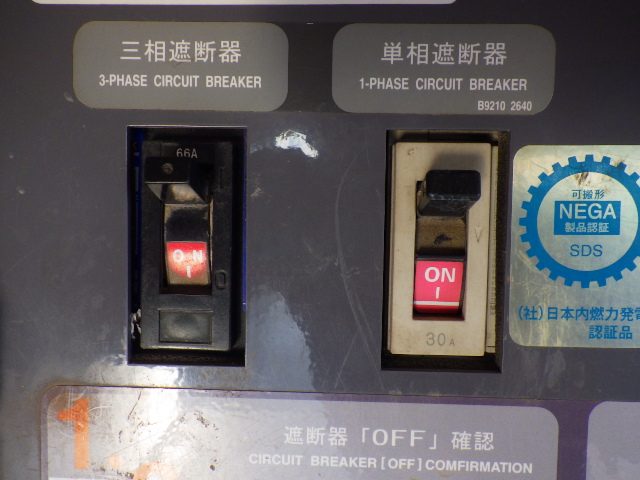 三相遮断器
3-PHASE CIRCUIT BREAKER
単相遮断器
1-PHASE CIRCUIT BREAKER
B9210 2640
66A
ON
I
ON
I
30A
可搬形
NEGA
製品認証
SDS
(社)日本内燃力発電
認証品
1
遮断器「OFF」確認
CIRCUIT BREAKER [OFF] COMFIRMATION